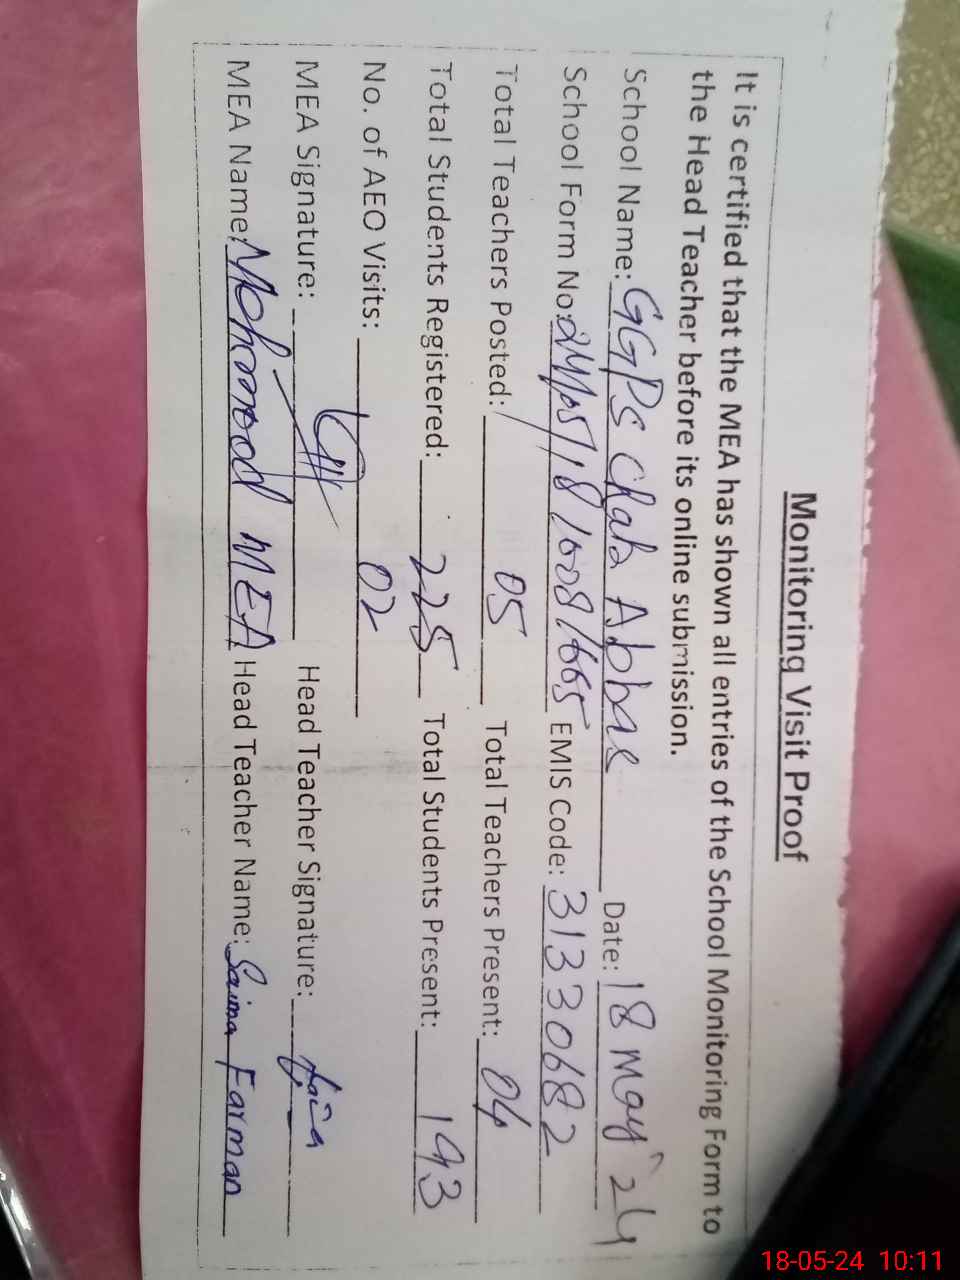 Monitoring Visit Proof
It is certified that the MEA has shown all entries of the School Monitoring Form to
the Head Teacher before its online submission.
School Name: GGPS Chak Abbas Date: 18 May 24
School Form No: EMIS Code: 31330682
Total Teachers Posted: 05 Total Teachers Present: 04
Total Students Registered: 225 Total Students Present: 193
No. of AEO Visits: 02
MEA Signature: Head Teacher Signature:
MEA Name: Mehmood MEA Head Teacher Name: Saima Farman
18-05-24 10:11